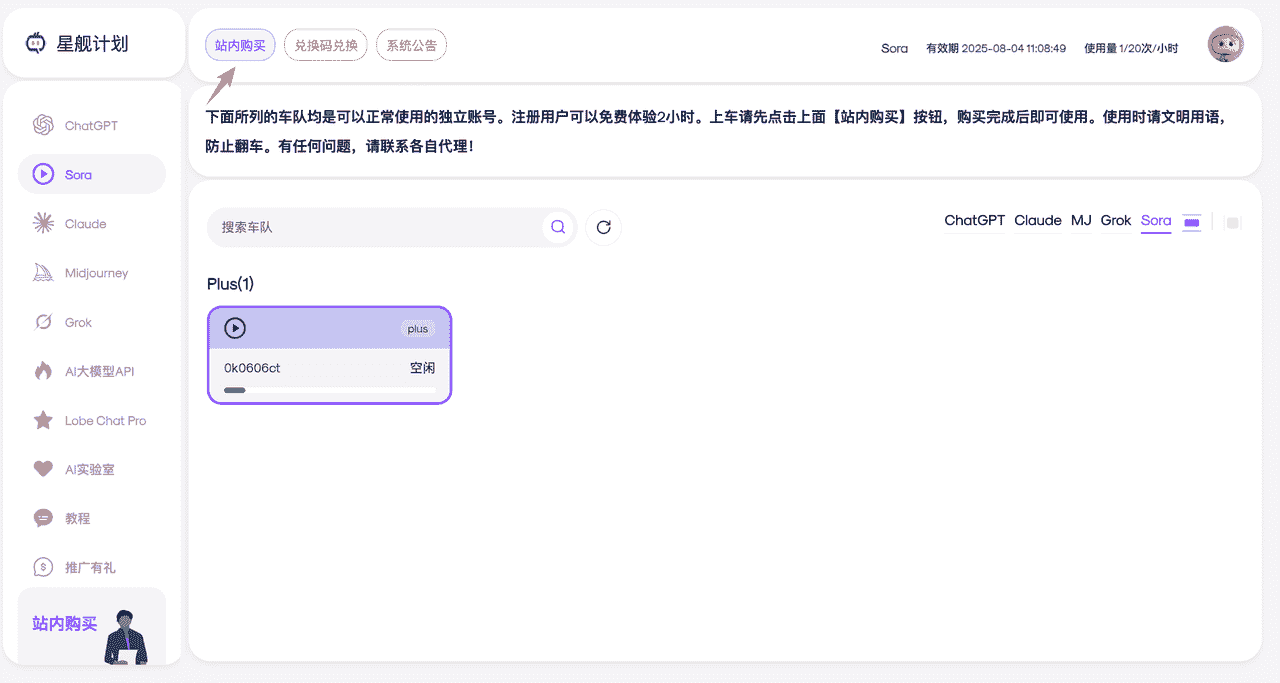 星舰计划
站内购买
兑换码兑换
系统公告
Sora
有效期 2025-08-04 11:08:49
使用量 1/20次/小时
ChatGPT
Sora
Claude
Midjourney
Grok
AI大模型API
Lobe Chat Pro
AI实验室
教程
推广有礼
站内购买
下面所列的车队均是可以正常使用的独立账号。注册用户可以免费体验2小时。上车请先点击上面【站内购买】按钮，购买完成后即可使用。使用时请文明用语，
防止翻车。有任何问题，请联系各自代理！
搜索车队
ChatGPT Claude MJ Grok Sora
Plus(1)
plus
0k0606ct
空闲